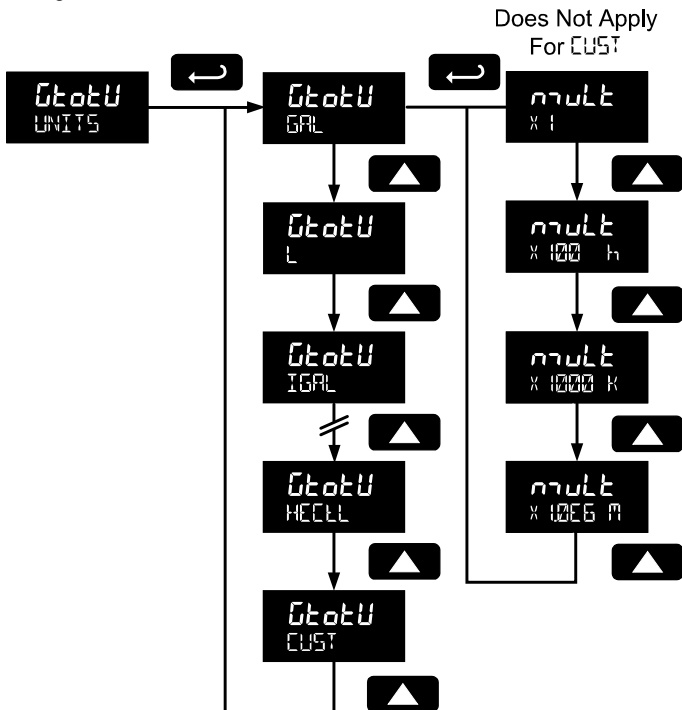 Does Not Apply
For CUST
GtotU
UNITS
GtotU
GAL
mult
X 1
GtotU
L
mult
X 100 h
GtotU
IGAL
mult
X 1000 K
GtotU
HECtL
mult
X 1.0E6 M
GtotU
CUST